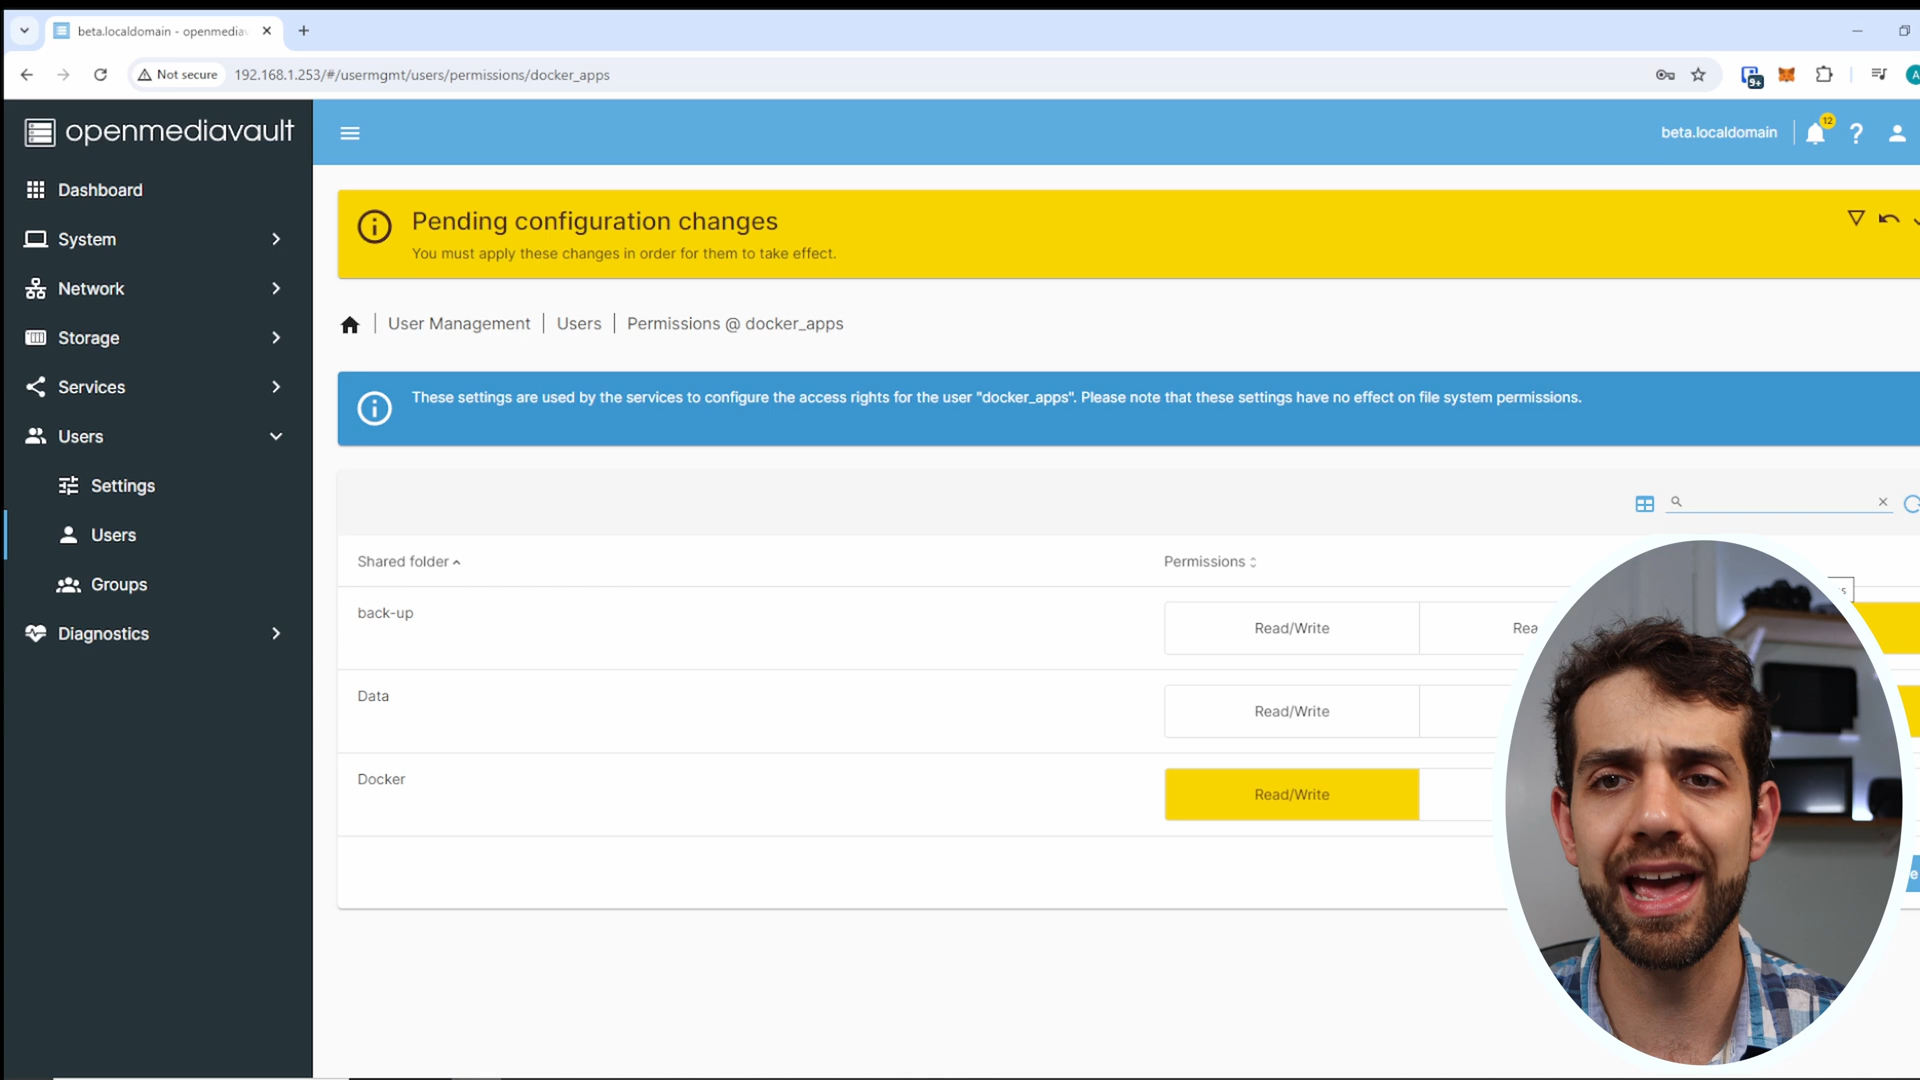 beta.localdomain - openmedia
Not secure
192.168.1.253/#/usermgmt/users/permissions/docker_apps
9+
A
openmediavault
beta.localdomain
12
?
Dashboard
System
Network
Storage
Services
Users
Settings
Users
Groups
Diagnostics
Pending configuration changes
You must apply these changes in order for them to take effect.
User Management
Users
Permissions @ docker_apps
These settings are used by the services to configure the access rights for the user "docker_apps". Please note that these settings have no effect on file system permissions.
Shared folder
Permissions
back-up
Read/Write
Rea
Data
Read/Write
Docker
Read/Write